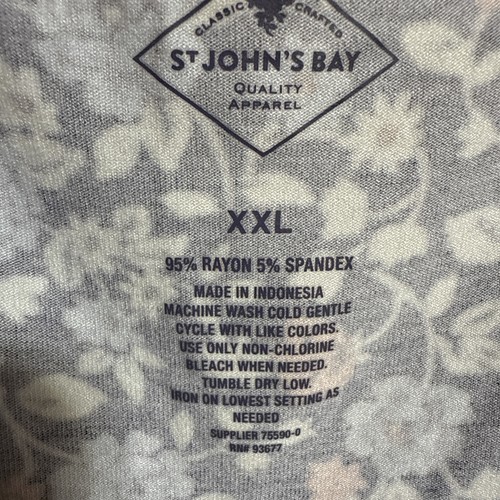 CLASSIC CRAFTED
ST JOHN'S BAY
QUALITY
APPAREL
XXL
95% RAYON 5% SPANDEX
MADE IN INDONESIA
MACHINE WASH COLD GENTLE
CYCLE WITH LIKE COLORS.
USE ONLY NON-CHLORINE
BLEACH WHEN NEEDED.
TUMBLE DRY LOW.
IRON ON LOWEST SETTING AS
NEEDED
SUPPLIER 75590-0
RN# 93677